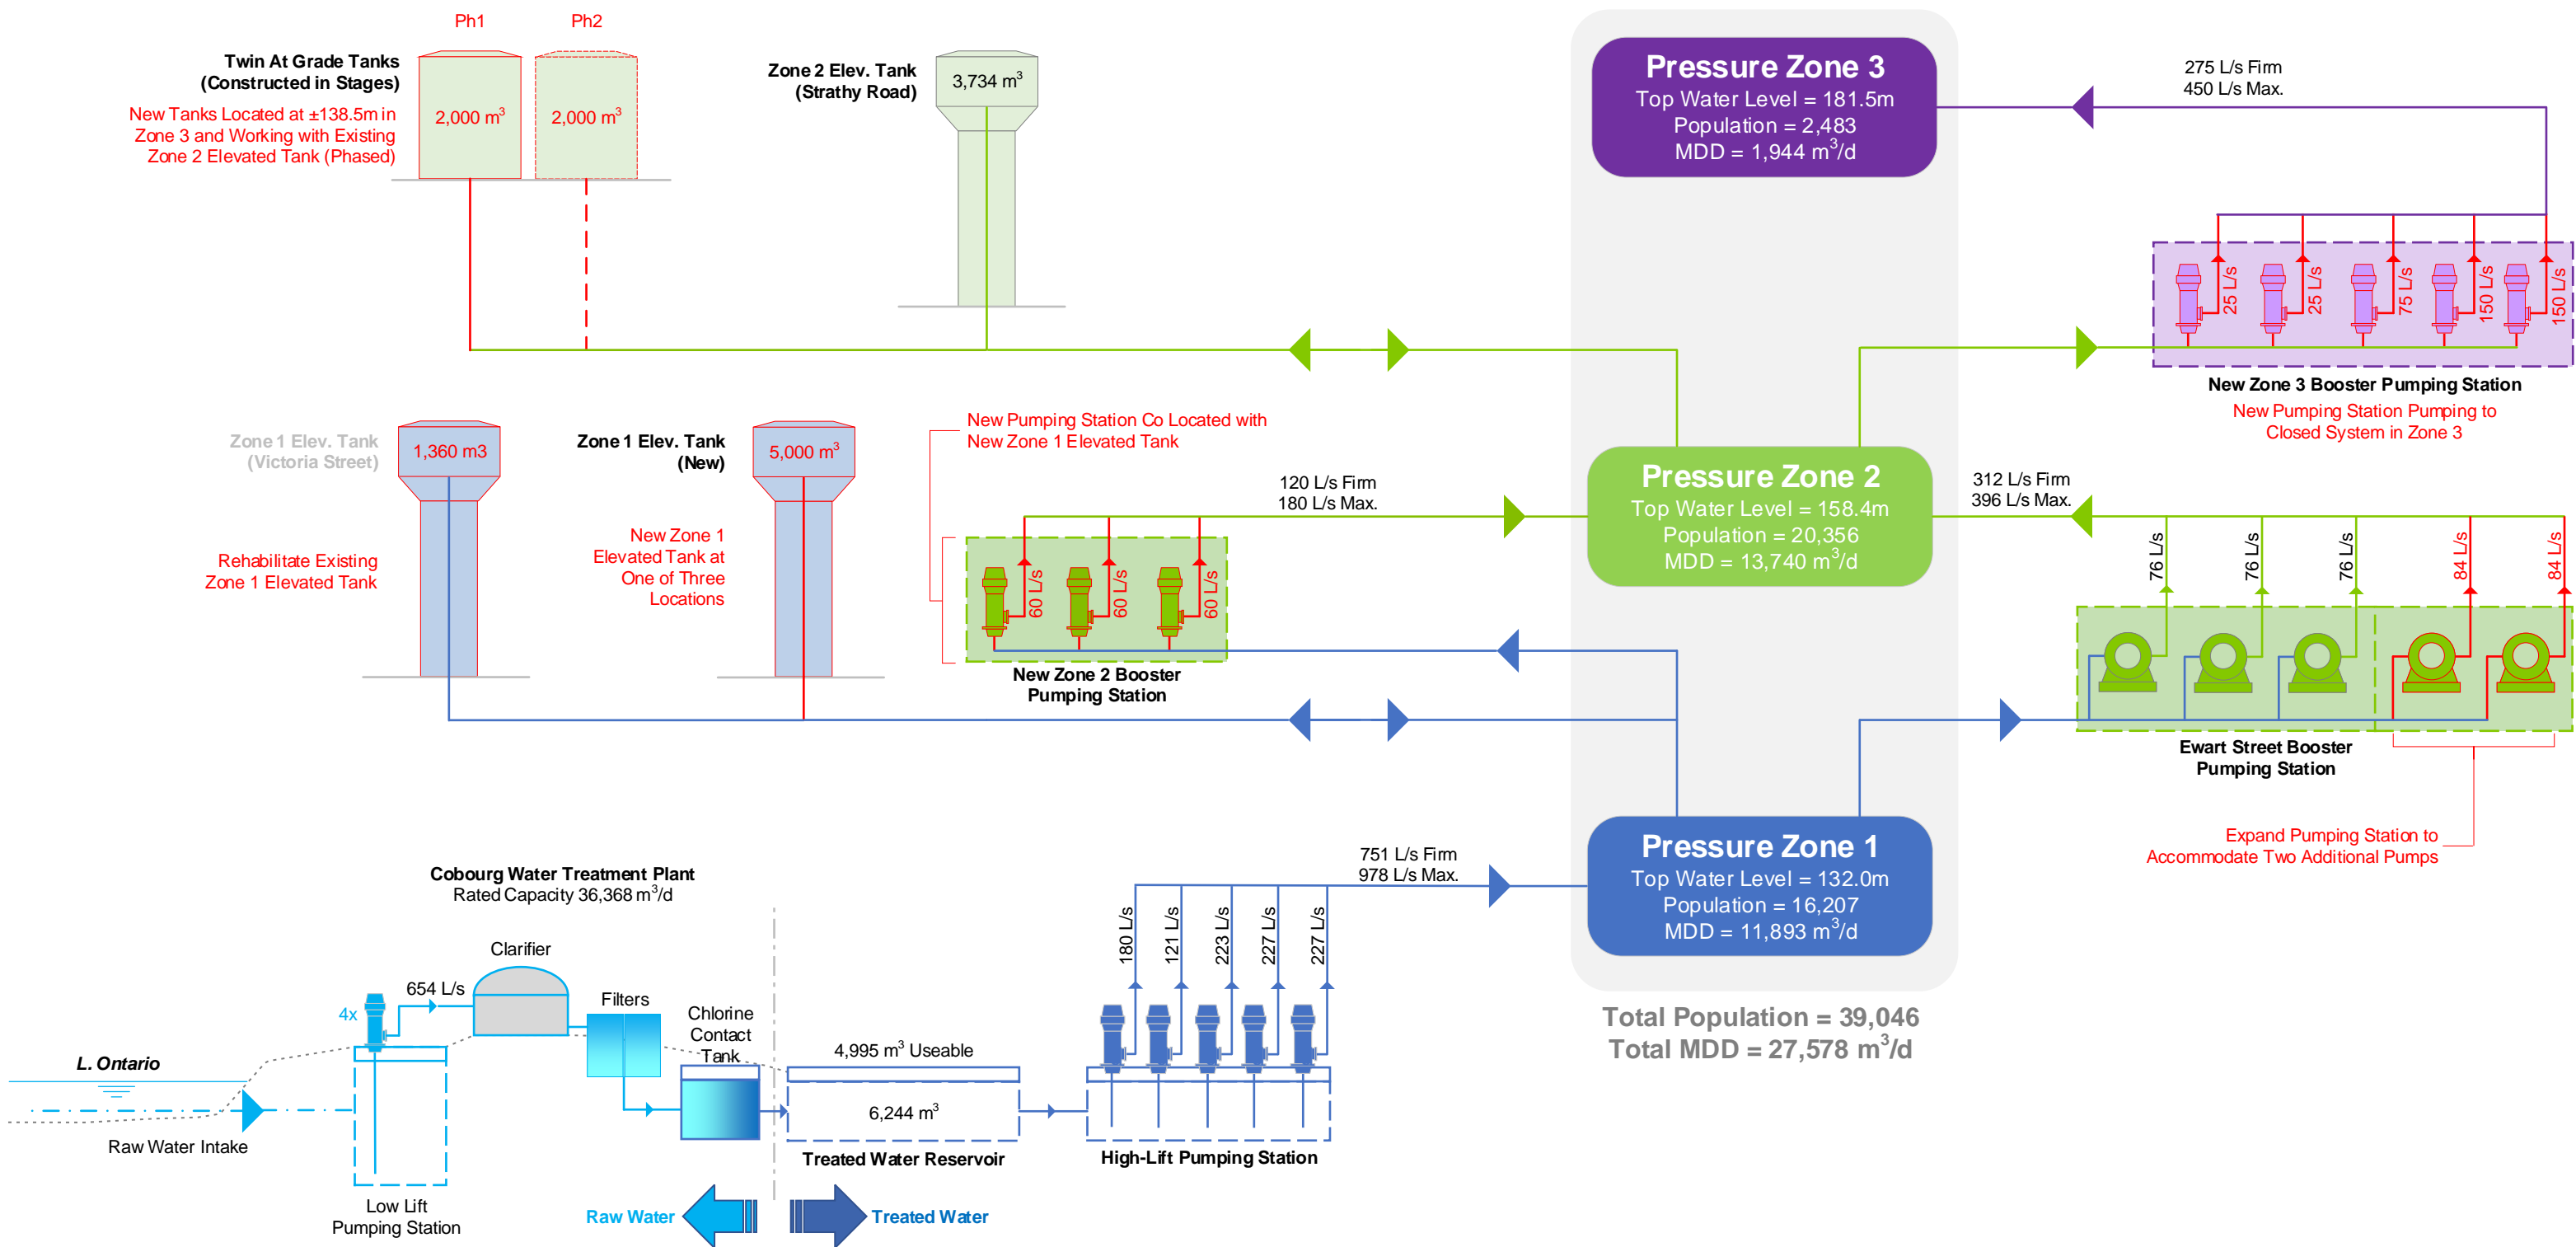 Ph1
Ph2
Twin At Grade Tanks
(Constructed in Stages)
New Tanks Located at ±138.5m in
Zone 3 and Working with Existing
Zone 2 Elevated Tank (Phased)
2,000 m³
2,000 m³
Zone 2 Elev. Tank
(Strathy Road)
3,734 m³
Pressure Zone 3
Top Water Level = 181.5m
Population = 2,483
MDD = 1,944 m³/d
275 L/s Firm
450 L/s Max.
25 L/s
25 L/s
75 L/s
150 L/s
150 L/s
New Zone 3 Booster Pumping Station
New Pumping Station Pumping to
Closed System in Zone 3
Zone 1 Elev. Tank
(Victoria Street)
1,360 m3
Rehabilitate Existing
Zone 1 Elevated Tank
Zone 1 Elev. Tank
(New)
5,000 m³
New Zone 1
Elevated Tank at
One of Three
Locations
New Pumping Station Co Located with
New Zone 1 Elevated Tank
120 L/s Firm
180 L/s Max.
60 L/s
60 L/s
60 L/s
New Zone 2 Booster
Pumping Station
Pressure Zone 2
Top Water Level = 158.4m
Population = 20,356
MDD = 13,740 m³/d
312 L/s Firm
396 L/s Max.
76 L/s
76 L/s
76 L/s
84 L/s
84 L/s
Ewart Street Booster
Pumping Station
Expand Pumping Station to
Accommodate Two Additional Pumps
Cobourg Water Treatment Plant
Rated Capacity 36,368 m³/d
Clarifier
654 L/s
4x
Filters
Chlorine
Contact
Tank
L. Ontario
Raw Water Intake
Low Lift
Pumping Station
4,995 m³ Useable
6,244 m³
Treated Water Reservoir
Raw Water
Treated Water
180 L/s
121 L/s
223 L/s
227 L/s
227 L/s
High-Lift Pumping Station
751 L/s Firm
978 L/s Max.
Pressure Zone 1
Top Water Level = 132.0m
Population = 16,207
MDD = 11,893 m³/d
Total Population = 39,046
Total MDD = 27,578 m³/d